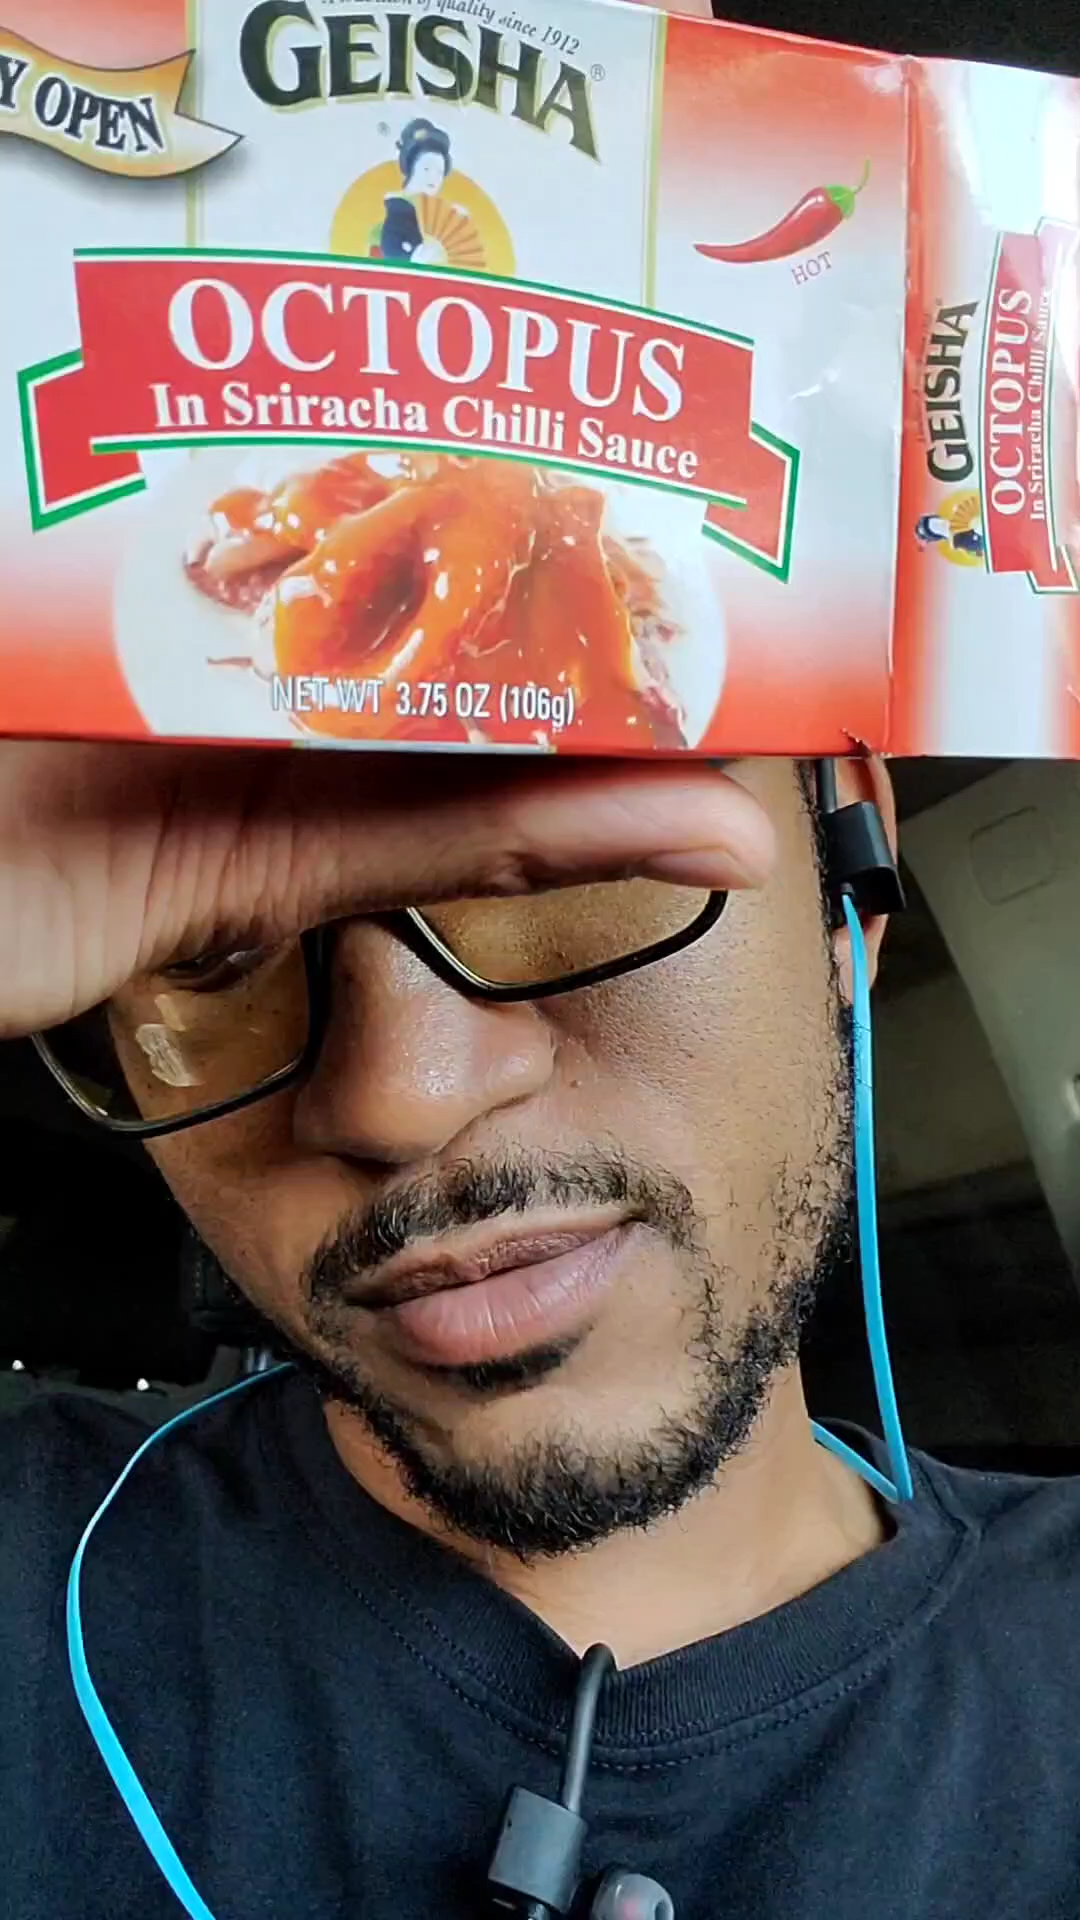 of quality since 1912
GEISHA®
Y OPEN
®
HOT
OCTOPUS
In Sriracha Chilli Sauce
NET WT 3.75 OZ (106g)
GEISHA
OCTOPUS
In Sriracha Chilli Sauce